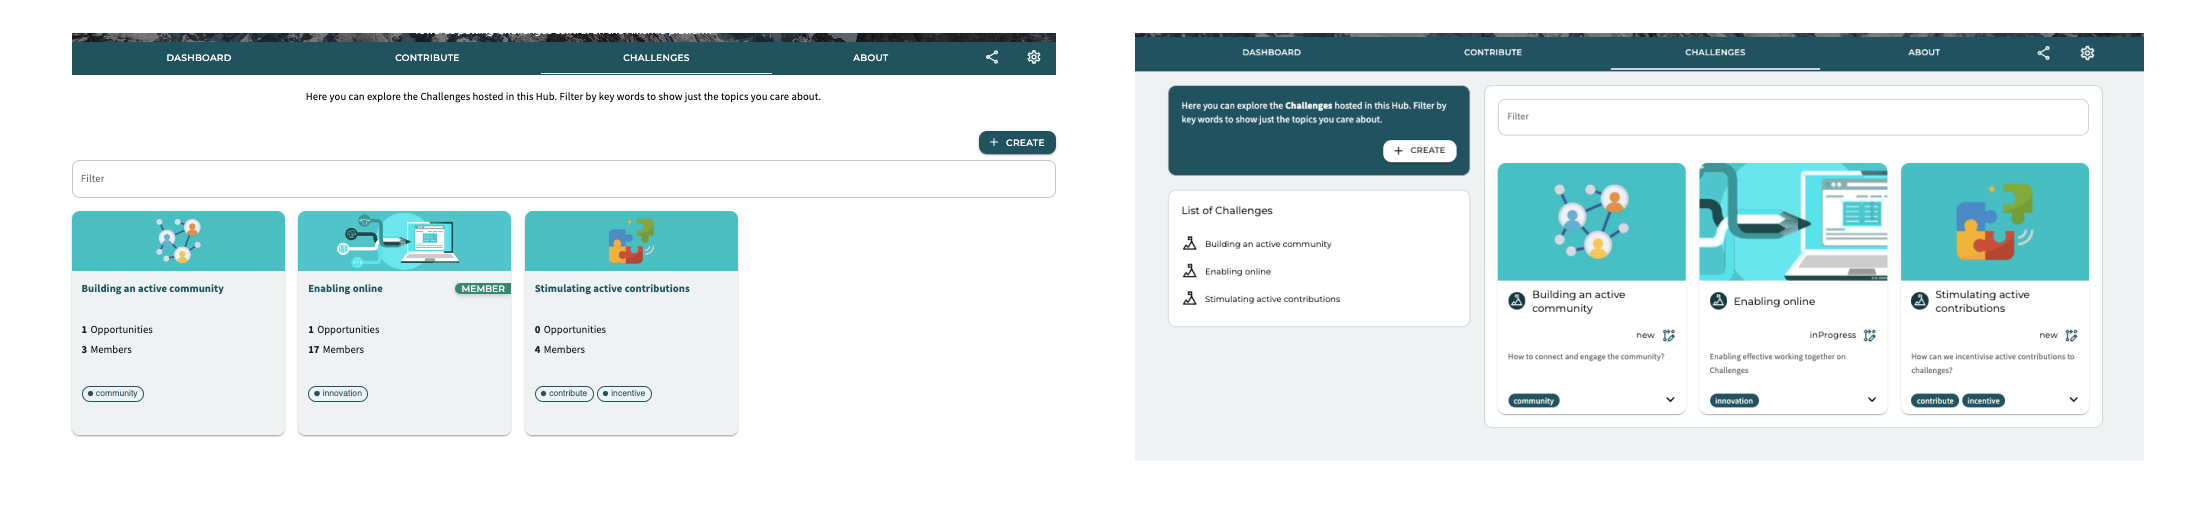 DASHBOARD
CONTRIBUTE
CHALLENGES
ABOUT
Here you can explore the Challenges hosted in this Hub. Filter by key words to show just the topics you care about.
+ CREATE
Filter
Building an active community
1 Opportunities
3 Members
community
Enabling online
MEMBER
1 Opportunities
17 Members
innovation
Stimulating active contributions
0 Opportunities
4 Members
contribute
incentive
DASHBOARD
CONTRIBUTE
CHALLENGES
ABOUT
Here you can explore the Challenges hosted in this Hub. Filter by
key words to show just the topics you care about.
+ CREATE
List of Challenges
Building an active community
Enabling online
Stimulating active contributions
Filter
Building an active
community
new
How to connect and engage the community?
community
Enabling online
inProgress
Enabling effective working together on
Challenges
innovation
Stimulating active
contributions
new
How can we incentivise active contributions to
challenges?
contribute
incentive